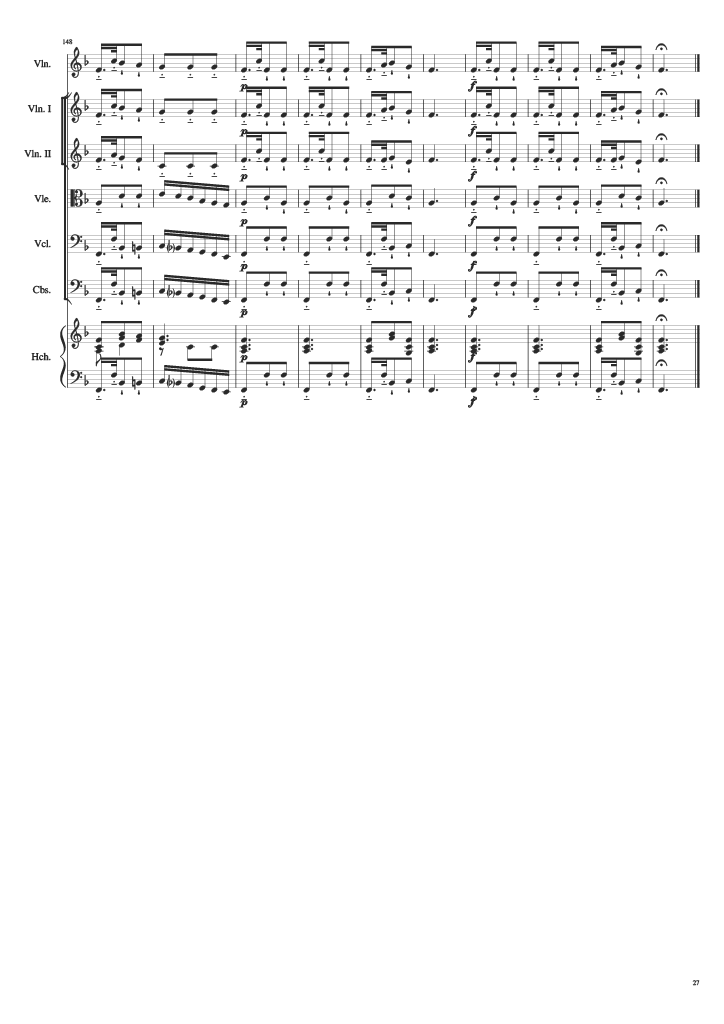 148
Vln.
p f
Vln. I
p f
Vln. II
p f
Vle.
p f
Vcl.
p f
Cbs.
p f
Hch.
p f
p f
27